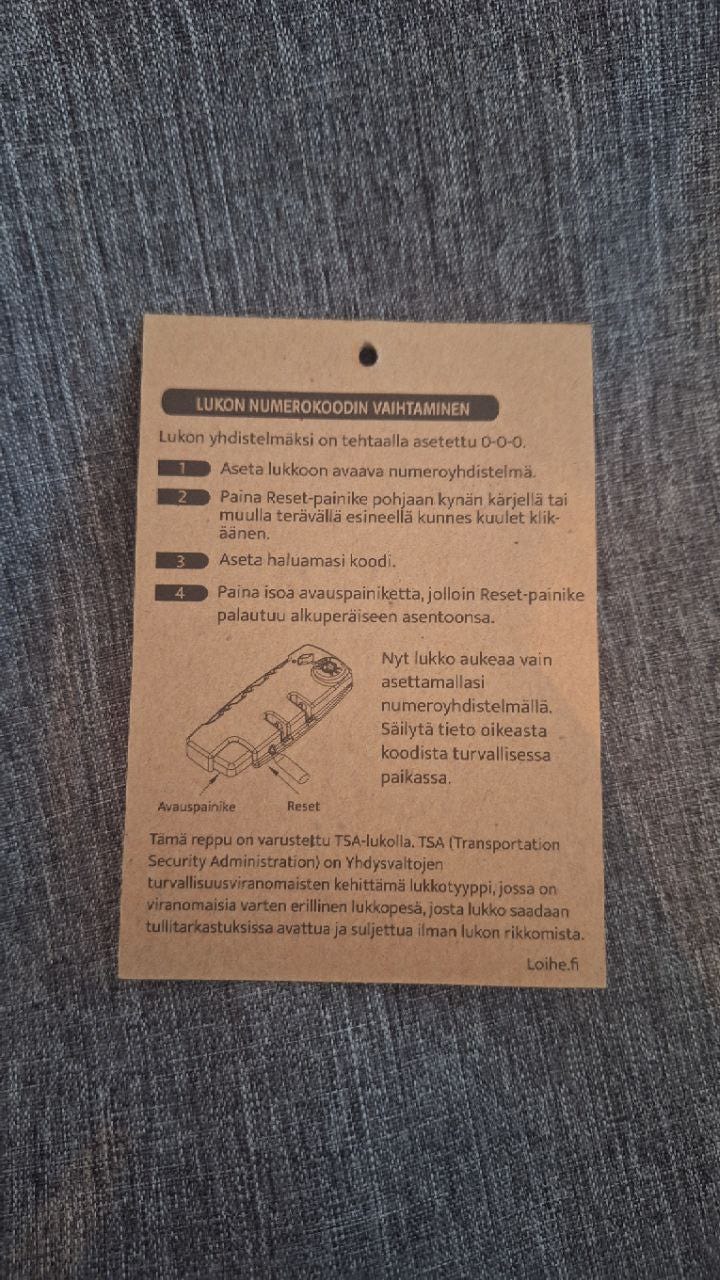 LUKON NUMEROKOODIN VAIHTAMINEN
Lukon yhdistelmäksi on tehtaalla asetettu 0-0-0.
1 Aseta lukkoon avaava numeroyhdistelmä.
2 Paina Reset-painike pohjaan kynän kärjellä tai
muulla terävällä esineellä kunnes kuulet klik-
äänen.
3 Aseta haluamasi koodi.
4 Paina isoa avauspainiketta, jolloin Reset-painike
palautuu alkuperäiseen asentoonsa.
Nyt lukko aukeaa vain
asettamallasi
numeroyhdistelmällä.
Säilytä tieto oikeasta
koodista turvallisessa
paikassa.
Avauspainike Reset
Tämä reppu on varustettu TSA-lukolla. TSA (Transportation
Security Administration) on Yhdysvaltojen
turvallisuusviranomaisten kehittämä lukkotyyppi, jossa on
viranomaisia varten erillinen lukkopesä, josta lukko saadaan
tullitarkastuksissa avattua ja suljettua ilman lukon rikkomista.
Loihe.fi